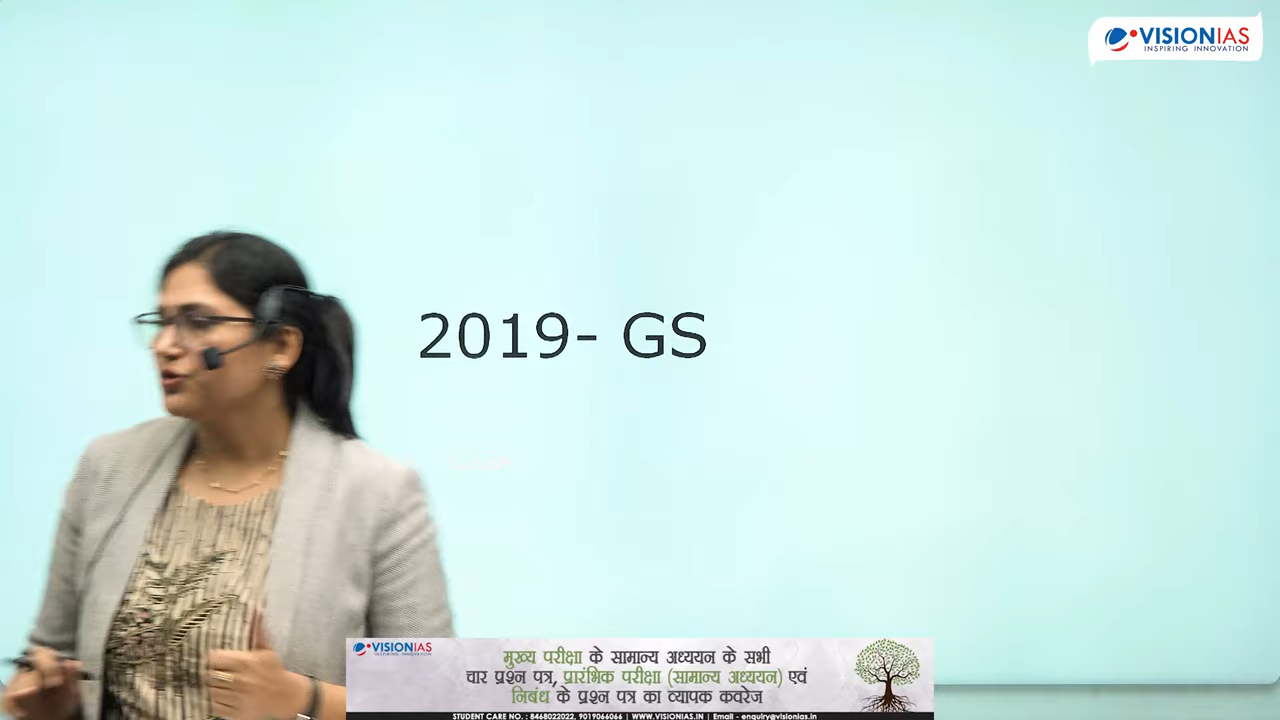 VISIONIAS
INSPIRING INNOVATION
2019- GS
VISIONIAS
INSPIRING INNOVATION
मुख्य परीक्षा के सामान्य अध्ययन के सभी
चार प्रश्न पत्र, प्रारंभिक परीक्षा (सामान्य अध्ययन) एवं
निबंध के प्रश्न पत्र का व्यापक कवरेज
STUDENT CARE NO. : 8468022022, 9019066066 | WWW.VISIONIAS.IN | Email - enquiry@visionias.in